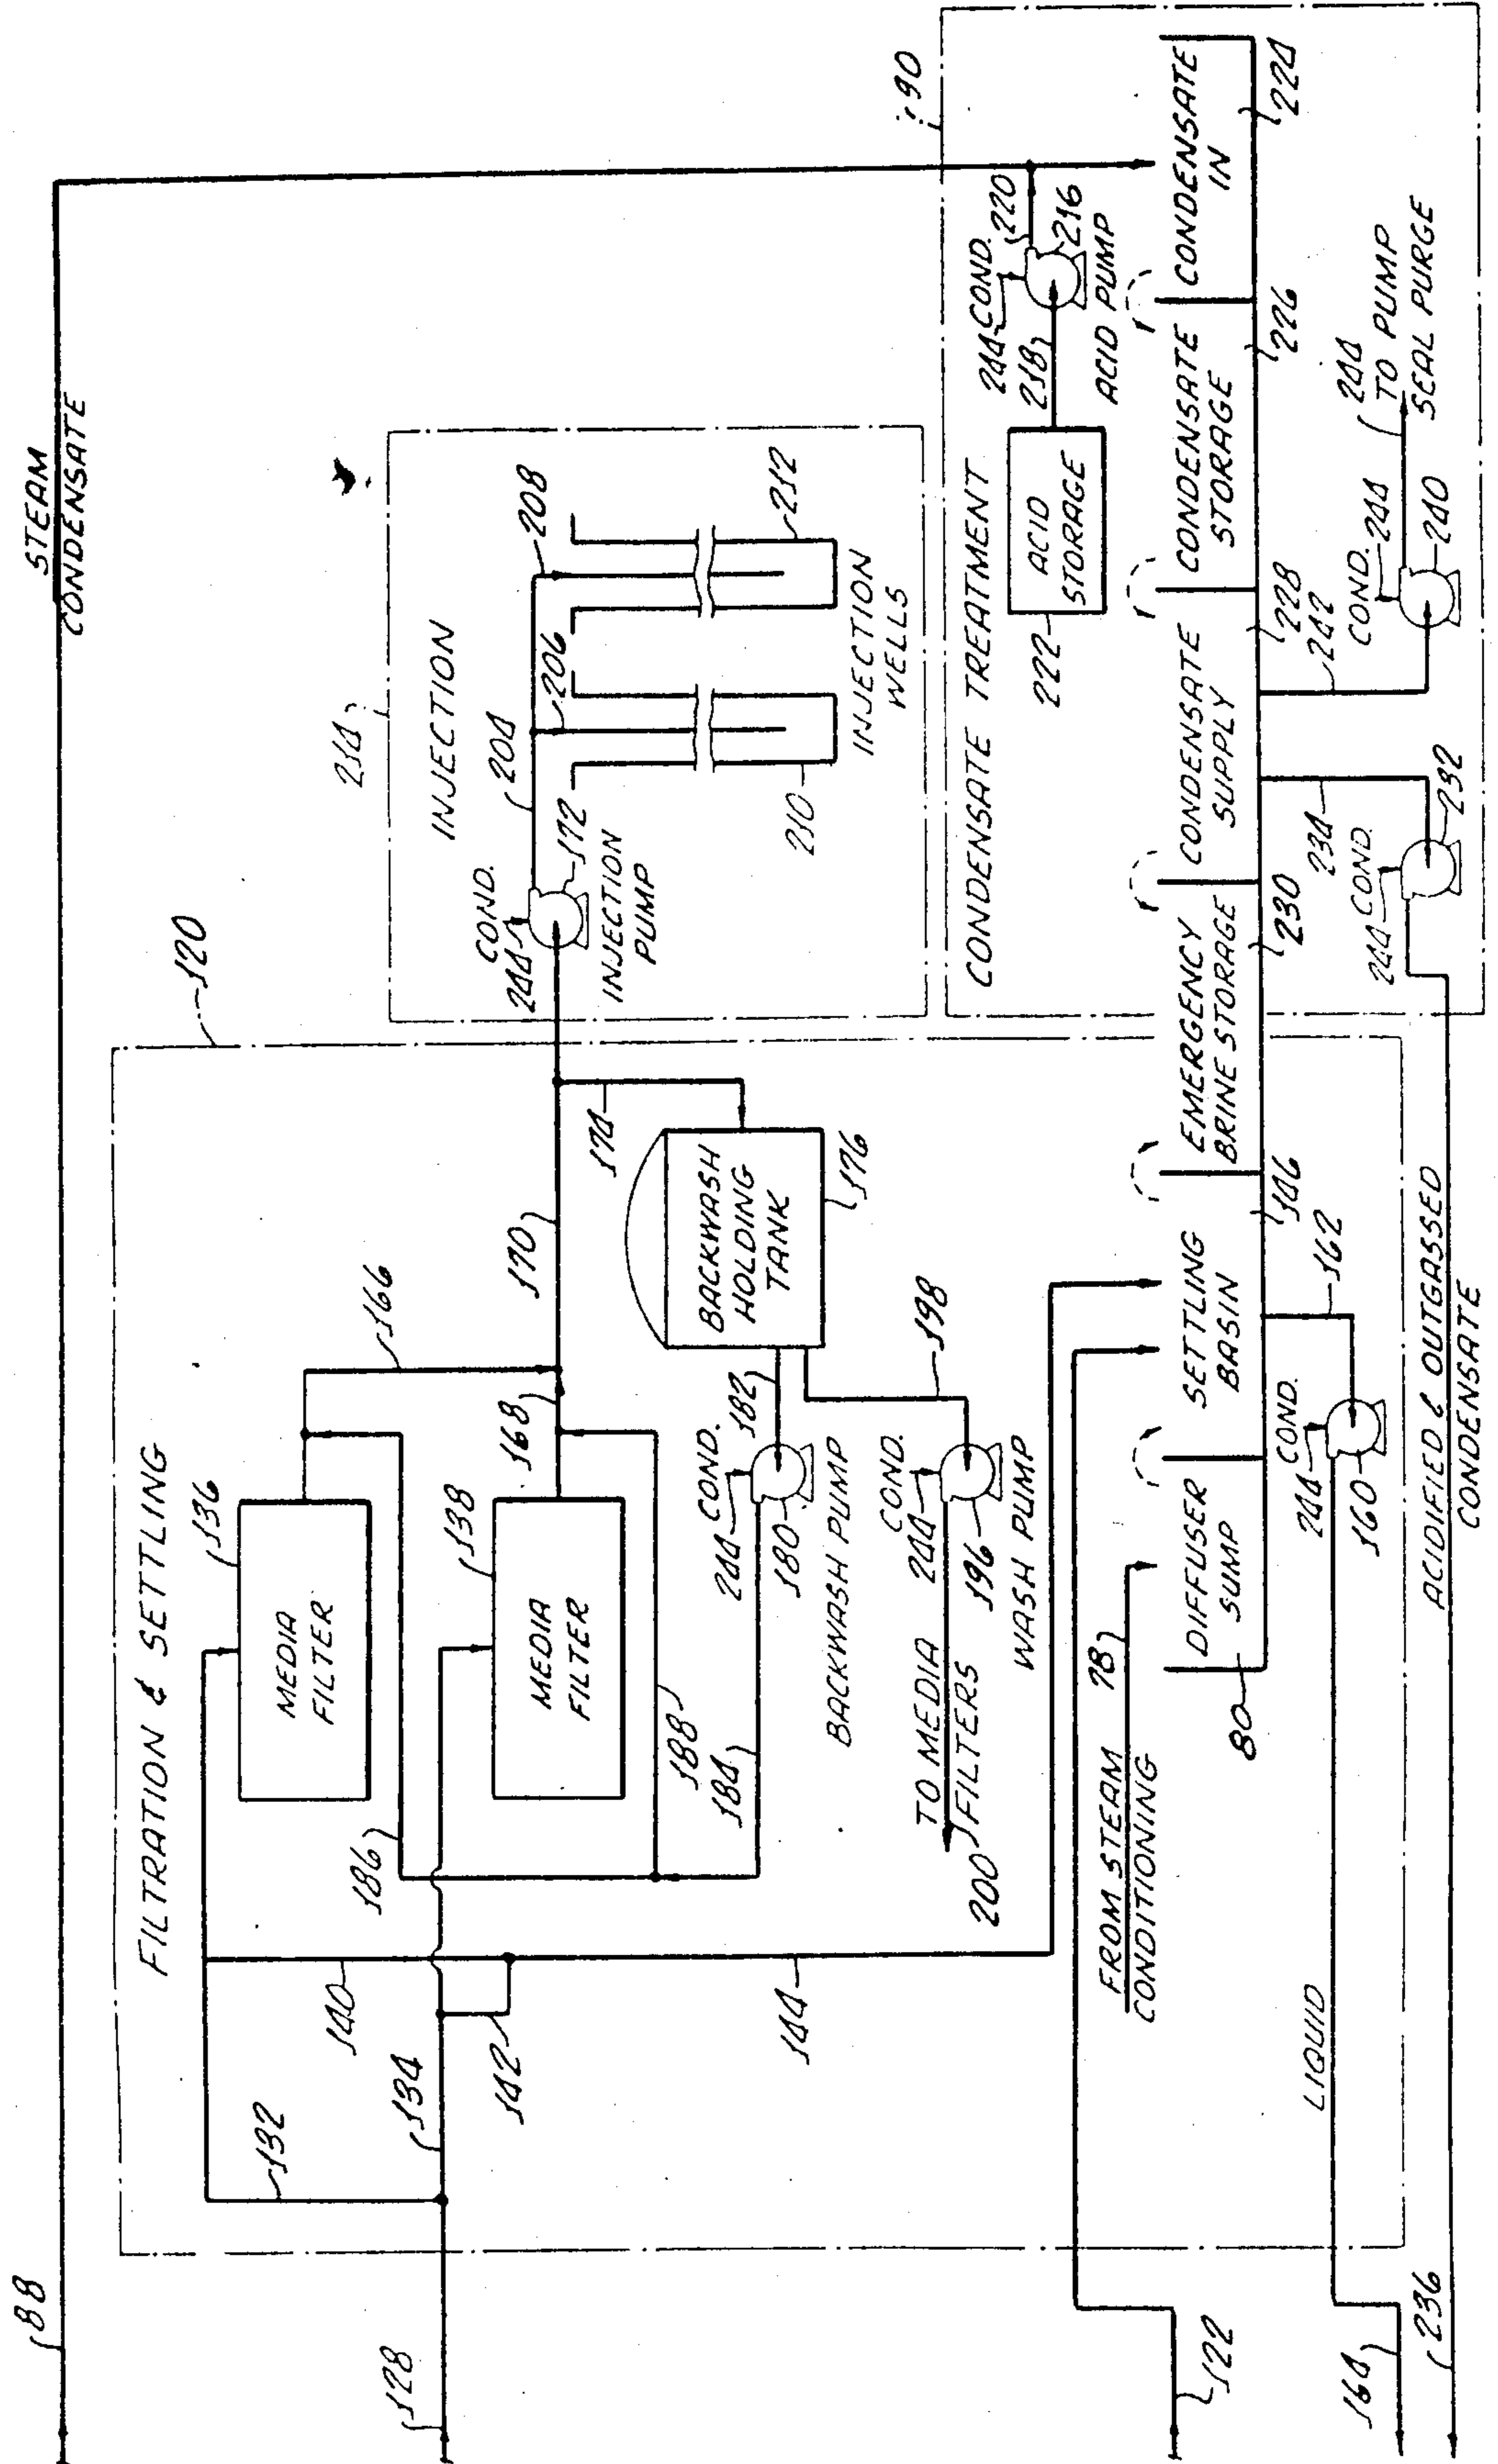 88
STEAM
CONDENSATE
120
FILTRATION & SETTLING
132
128
134
140
142
136
MEDIA
FILTER
138
MEDIA
FILTER
166
168
170
174
186
188
184
144
244
COND.
182
180
BACKWASH PUMP
BACKWASH
HOLDING
TANK
176
198
COND.
244
196
WASH PUMP
TO MEDIA
FILTERS
200
214
INJECTION
COND.
244
172
INJECTION
PUMP
204
206
208
210
212
INJECTION
WELLS
190
CONDENSATE TREATMENT
222
ACID
STORAGE
218
244
COND.
220
216
ACID PUMP
FROM STEAM
CONDITIONING
78
80
DIFFUSER
SUMP
SETTLING
BASIN
EMERGENCY
BRINE STORAGE
CONDENSATE
SUPPLY
CONDENSATE
STORAGE
CONDENSATE
IN
146
230
228
226
224
122
LIQUID
244
COND.
160
162
234
244
COND.
232
242
COND.
244
240
244
TO PUMP
SEAL PURGE
164
236
ACIDIFIED & OUTGASSED
CONDENSATE